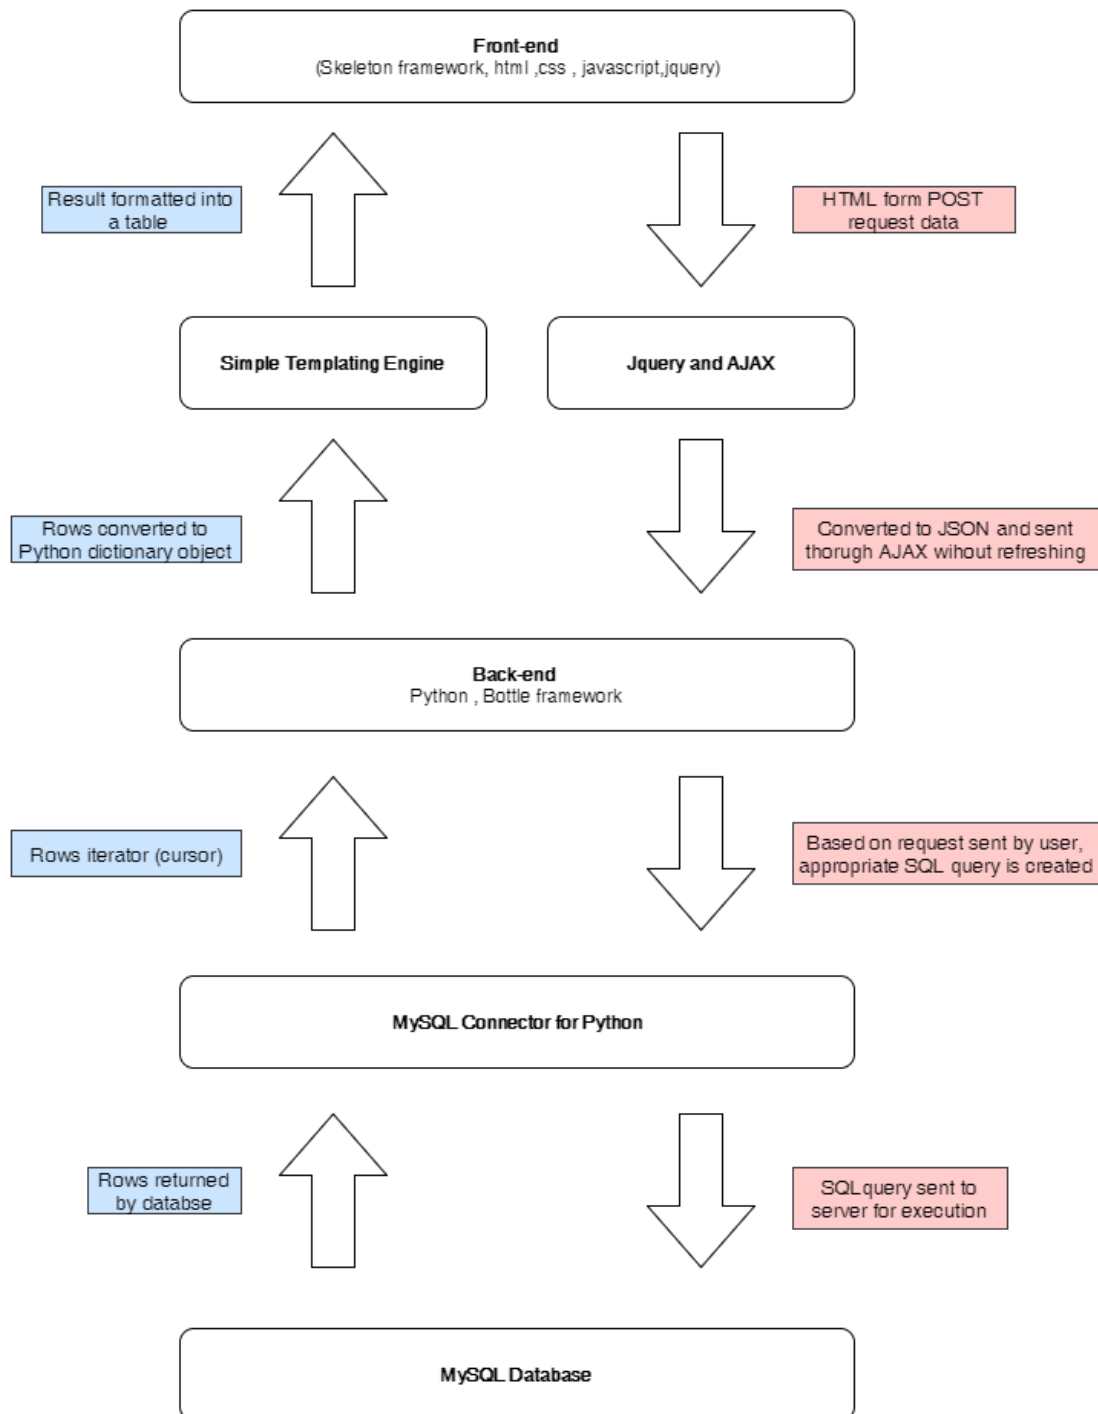 Front-end
(Skeleton framework, html ,css , javascript,jquery)
Result formatted into
a table
HTML form POST
request data
Simple Templating Engine
Jquery and AJAX
Rows converted to
Python dictionary object
Converted to JSON and sent
thorugh AJAX wihout refreshing
Back-end
Python , Bottle framework
Rows iterator (cursor)
Based on request sent by user,
appropriate SQL query is created
MySQL Connector for Python
Rows returned
by databse
SQLquery sent to
server for execution
MySQL Database